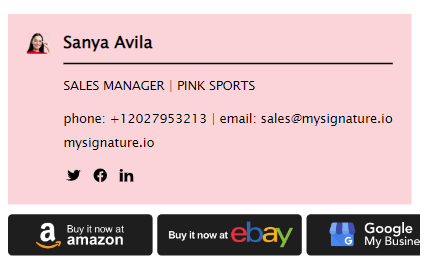 Sanya Avila
SALES MANAGER | PINK SPORTS
phone: +12027953213 | email: sales@mysignature.io
mysignature.io
Buy it now at
amazon
Buy it now at ebay
Google
My Busine